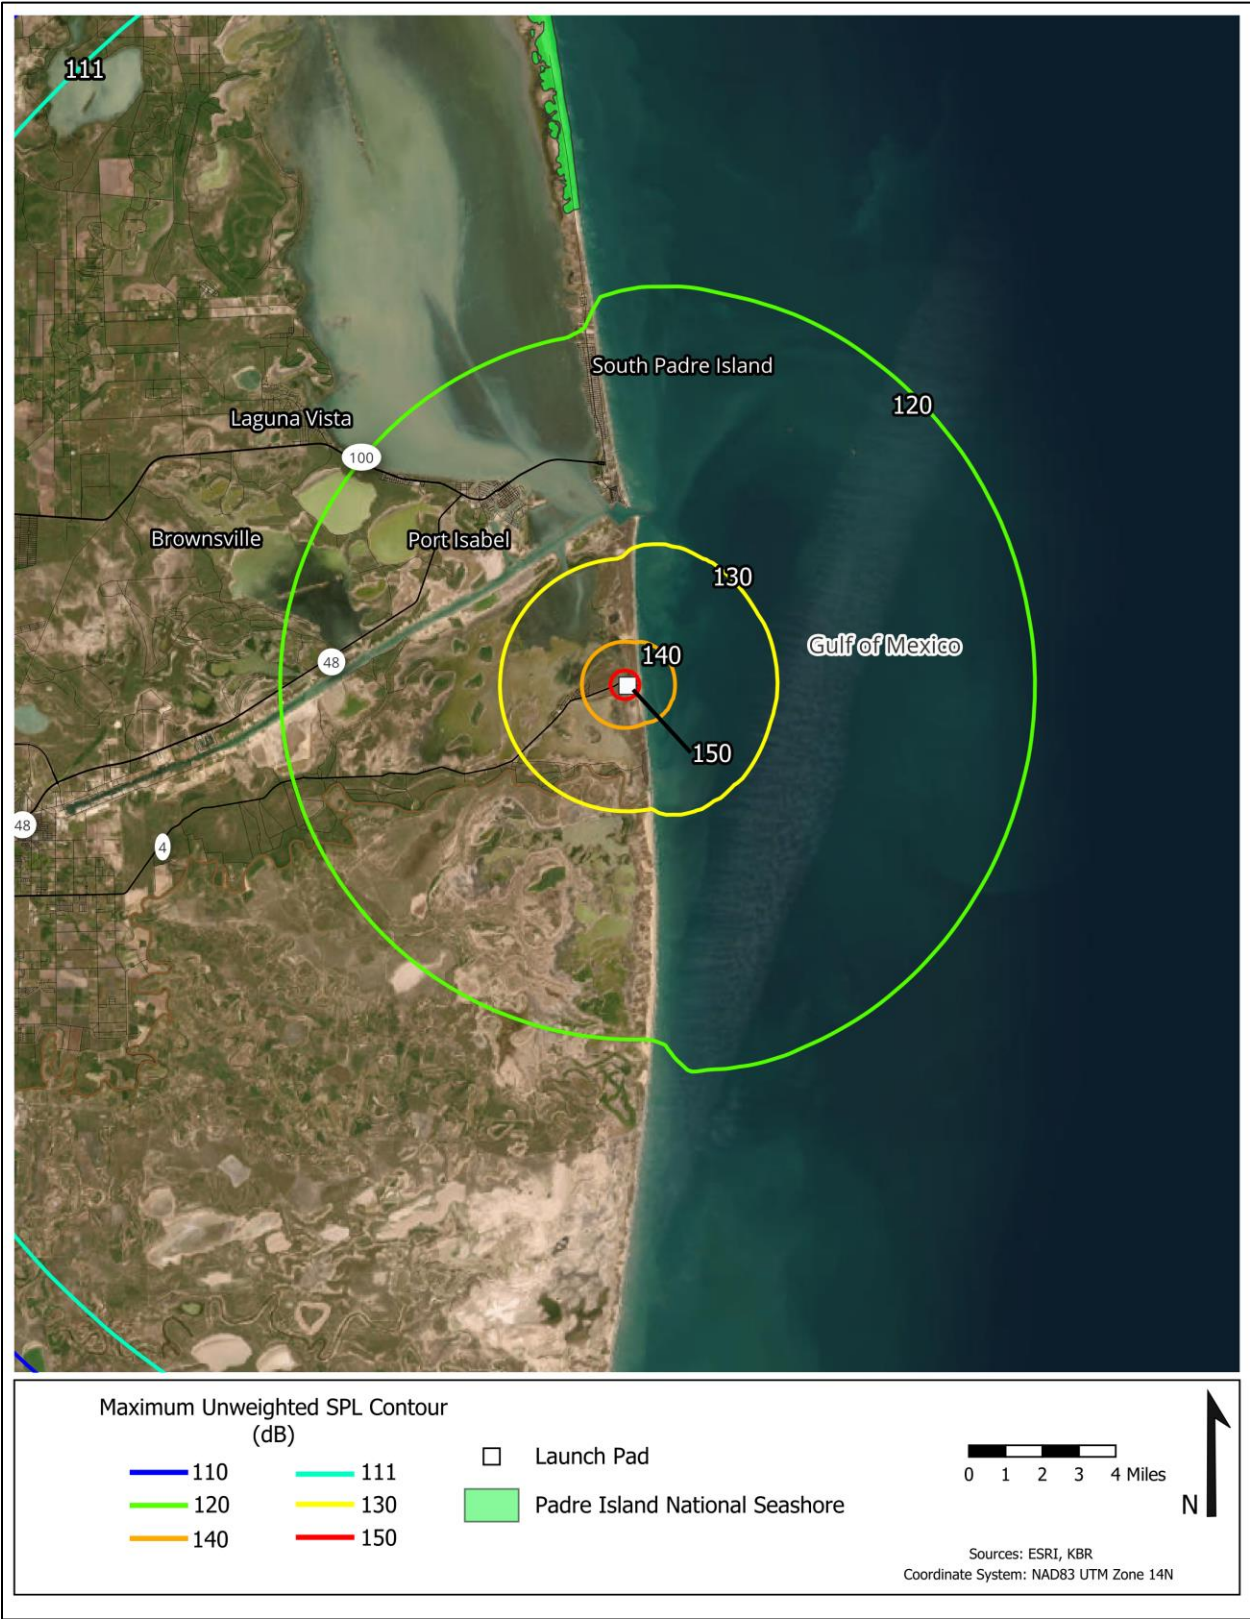 111
South Padre Island
120
Laguna Vista
100
Brownsville
Port Isabel
130
Gulf of Mexico
140
48
150
48
4
Maximum Unweighted SPL Contour
(dB)
110
111
120
130
140
150
Launch Pad
Padre Island National Seashore
0 1 2 3 4 Miles
N
Sources: ESRI, KBR
Coordinate System: NAD83 UTM Zone 14N